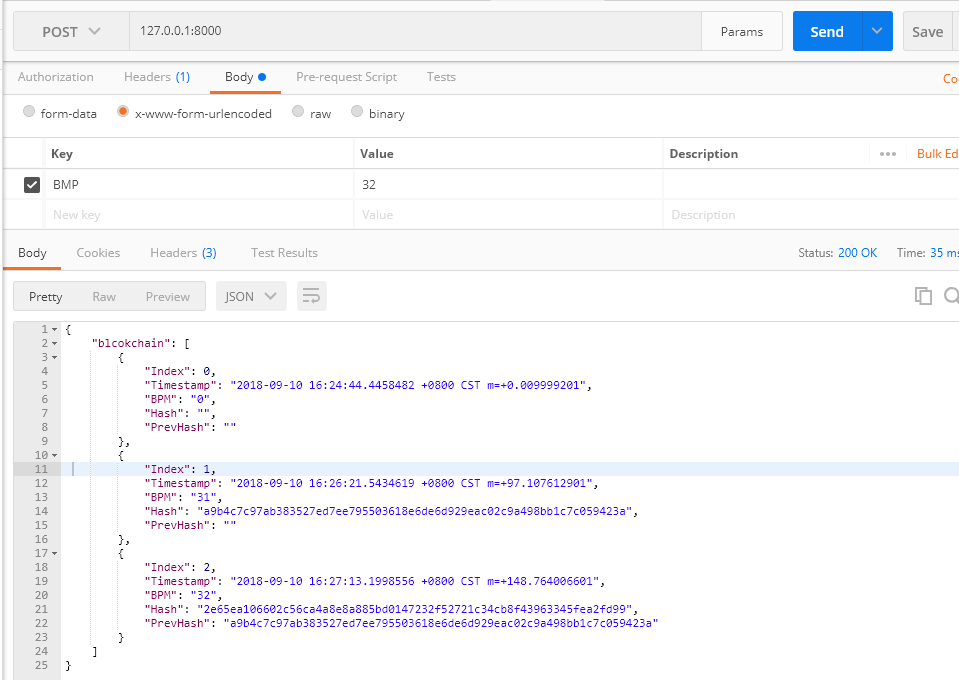 POST 127.0.0.1:8000 Params Send Save
Authorization Headers (1) Body Pre-request Script Tests Co
form-data x-www-form-urlencoded raw binary
Key Value Description ••• Bulk Ed
BMP 32
New key Value Description
Body Cookies Headers (3) Test Results Status: 200 OK Time: 35 ms
Pretty Raw Preview JSON
1 {
2 "blcokchain": [
3 {
4 "Index": 0,
5 "Timestamp": "2018-09-10 16:24:44.4458482 +0800 CST m=+0.009999201",
6 "BPM": "0",
7 "Hash": "",
8 "PrevHash": ""
9 },
10 {
11 "Index": 1,
12 "Timestamp": "2018-09-10 16:26:21.5434619 +0800 CST m=+97.107612901",
13 "BPM": "31",
14 "Hash": "a9b4c7c97ab383527ed7ee795503618e6de6d929eac02c9a498bb1c7c059423a",
15 "PrevHash": ""
16 },
17 {
18 "Index": 2,
19 "Timestamp": "2018-09-10 16:27:13.1998556 +0800 CST m=+148.764006601",
20 "BPM": "32",
21 "Hash": "2e65ea106602c56ca4a8e8a885bd0147232f52721c34cb8f43963345fea2fd99",
22 "PrevHash": "a9b4c7c97ab383527ed7ee795503618e6de6d929eac02c9a498bb1c7c059423a"
23 }
24 ]
25 }